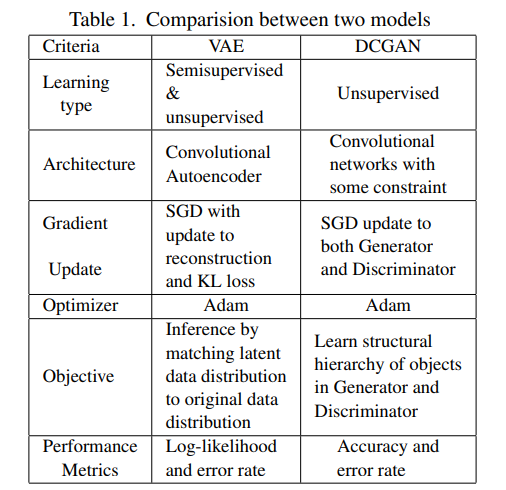 Table 1. Comparision between two models
Criteria VAE DCGAN
Learning type Semisupervised & unsupervised Unsupervised
Architecture Convolutional Autoencoder Convolutional networks with some constraint
Gradient Update SGD with update to reconstruction and KL loss SGD update to both Generator and Discriminator
Optimizer Adam Adam
Objective Inference by matching latent data distribution to original data distribution Learn structural hierarchy of objects in Generator and Discriminator
Performance Metrics Log-likelihood and error rate Accuracy and error rate